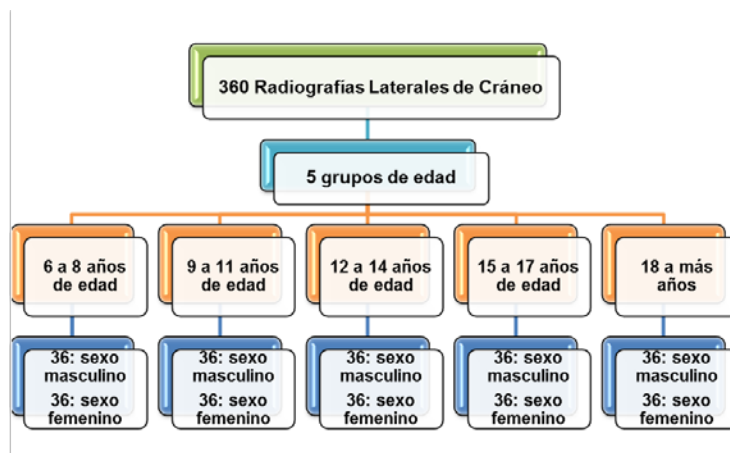 360 Radiografías Laterales de Cráneo
5 grupos de edad
6 a 8 años
de edad
9 a 11 años
de edad
12 a 14 años
de edad
15 a 17 años
de edad
18 a más
años
36: sexo
masculino
36: sexo
femenino
36: sexo
masculino
36: sexo
femenino
36: sexo
masculino
36: sexo
femenino
36: sexo
masculino
36: sexo
femenino
36: sexo
masculino
36: sexo
femenino